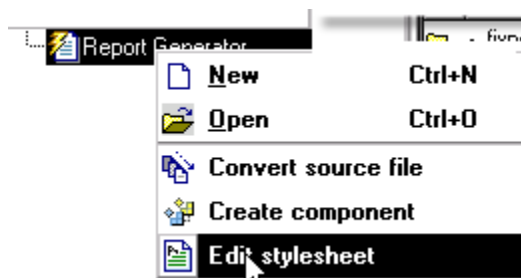 Report Generator
New Ctrl+N
Open Ctrl+O
Convert source file
Create component
Edit stylesheet